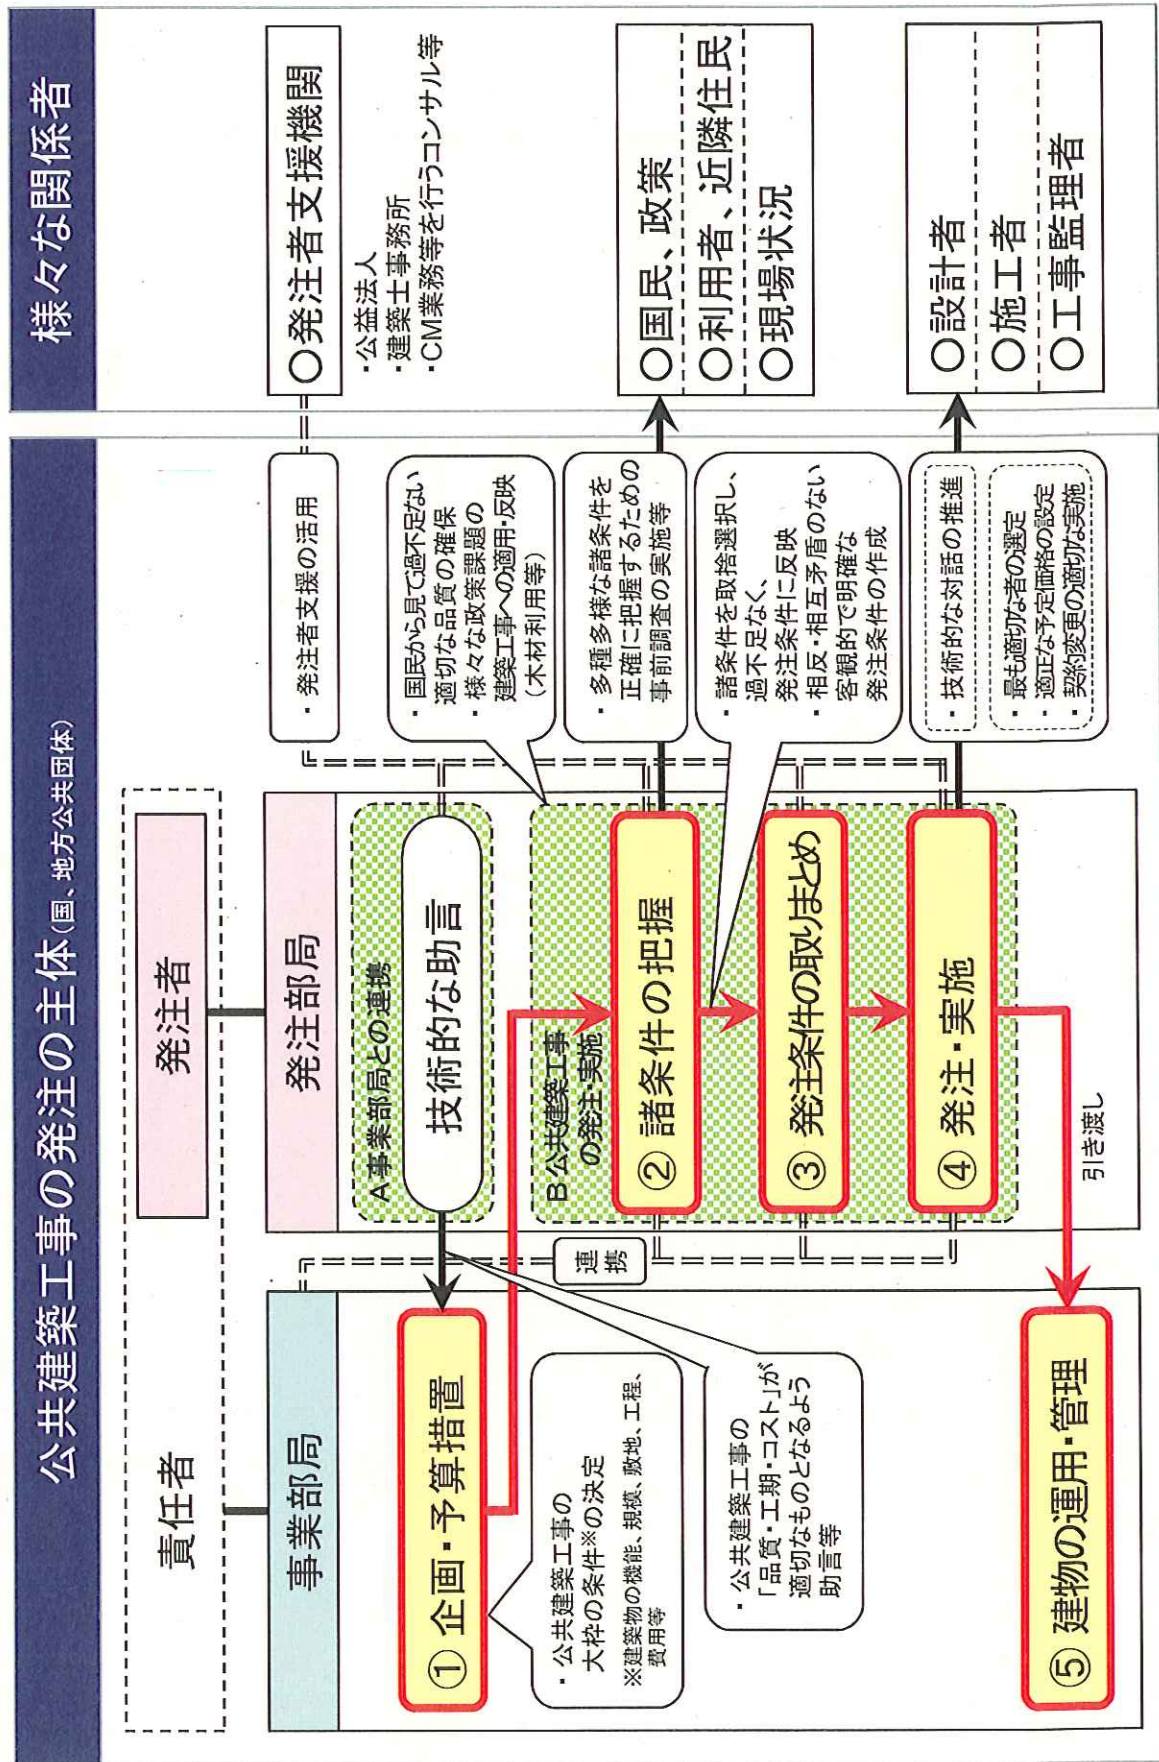 公共建築工事の発注の主体(国、地方公共団体)
様々な関係者
責任者
発注者
事業部局
発注部局
A 事業部局との連携
技術的な助言
① 企画・予算措置
・公共建築工事の
大枠の条件※の決定
※建築物の機能、規模、敷地、工程、
費用等
・公共建築工事の
「品質・工期・コスト」が
適切なものとなるよう
助言等
連携
B 公共建築工事
の発注・実施
② 諸条件の把握
③ 発注条件の取りまとめ
④ 発注・実施
引き渡し
⑤ 建物の運用・管理
・発注者支援の活用
・国民から見て過不足ない
適切な品質の確保
・様々な政策課題の
建築工事への適用・反映
(木材利用等)
・多種多様な諸条件を
正確に把握するための
事前調査の実施等
・諸条件を取捨選択し、
過不足なく、
発注条件に反映
・相反・相互矛盾のない
客観的で明確な
発注条件の作成
・技術的な対話の推進
・最も適切な者の選定
・適正な予定価格の設定
・契約変更の適切な実施
○発注者支援機関
・公益法人
・建築士事務所
・CM業務等を行うコンサル等
○国民、政策
○利用者、近隣住民
○現場状況
○設計者
○施工者
○工事監理者